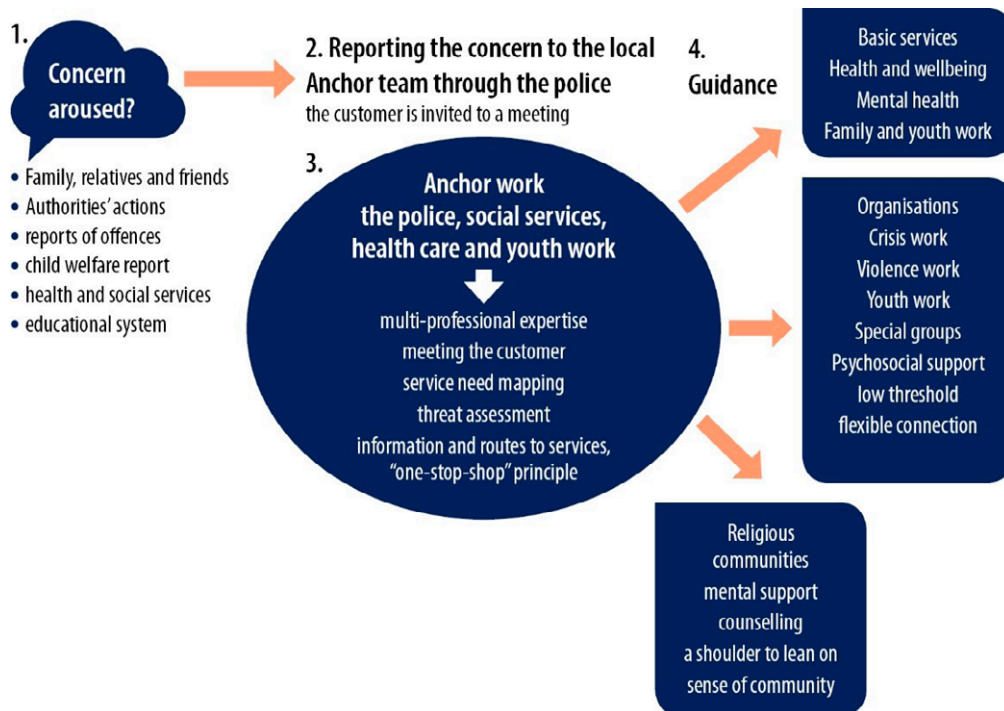 1.
Concern
aroused?
• Family, relatives and friends
• Authorities' actions
• reports of offences
• child welfare report
• health and social services
• educational system
2. Reporting the concern to the local
Anchor team through the police
the customer is invited to a meeting
3.
Anchor work
the police, social services,
health care and youth work
multi-professional expertise
meeting the customer
service need mapping
threat assessment
information and routes to services,
"one-stop-shop" principle
4.
Guidance
Basic services
Health and wellbeing
Mental health
Family and youth work
Organisations
Crisis work
Violence work
Youth work
Special groups
Psychosocial support
low threshold
flexible connection
Religious
communities
mental support
counselling
a shoulder to lean on
sense of community